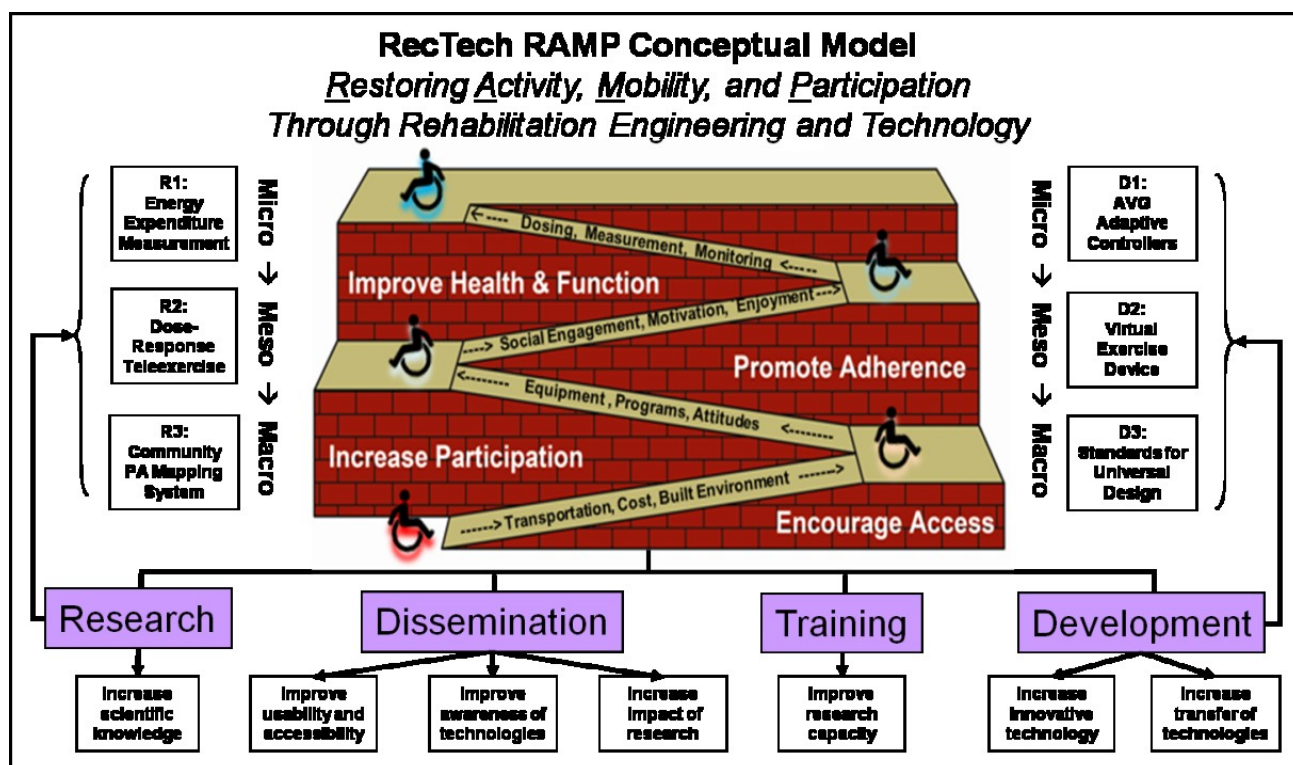 RecTech RAMP Conceptual Model
Restoring Activity, Mobility, and Participation
Through Rehabilitation Engineering and Technology
R1:
Energy
Expenditure
Measurement
R2:
Dose-
Response
Teleexercise
R3:
Community
PA Mapping
System
Micro → Meso → Macro
<---- Dosing, Measurement, Monitoring <-----
Improve Health & Function
----> Social Engagement, Motivation, Enjoyment--->
Promote Adherence
<-------- Equipment, Programs, Attitudes <--------
Increase Participation
------> Transportation, Cost, Built Environment ------->
Encourage Access
Micro → Meso → Macro
D1:
AVG
Adaptive
Controllers
D2:
Virtual
Exercise
Device
D3:
Standards for
Universal
Design
Research
Dissemination
Training
Development
Increase
scientific
knowledge
Improve
usability and
accessibility
Improve
awareness of
technologies
Increase
impact of
research
Improve
research
capacity
Increase
innovative
technology
Increase
transfer of
technologies